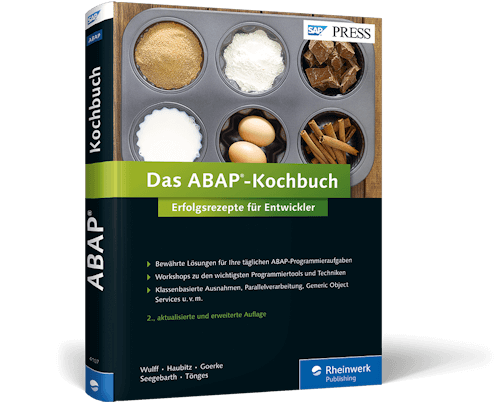 SAP PRESS
SAP
ABAP
Kochbuch
ABAP®
Das ABAP®-Kochbuch
Erfolgsrezepte für Entwickler
Bewährte Lösungen für Ihre täglichen ABAP-Programmieraufgaben
Workshops zu den wichtigsten Programmiertools und Techniken
Klassenbasierte Ausnahmen, Parallelverarbeitung, Generic Object
Services u. v. m.
2., aktualisierte und erweiterte Auflage
Wulff Haubitz Goerke
Seegebarth Tönges
Rheinwerk
Publishing